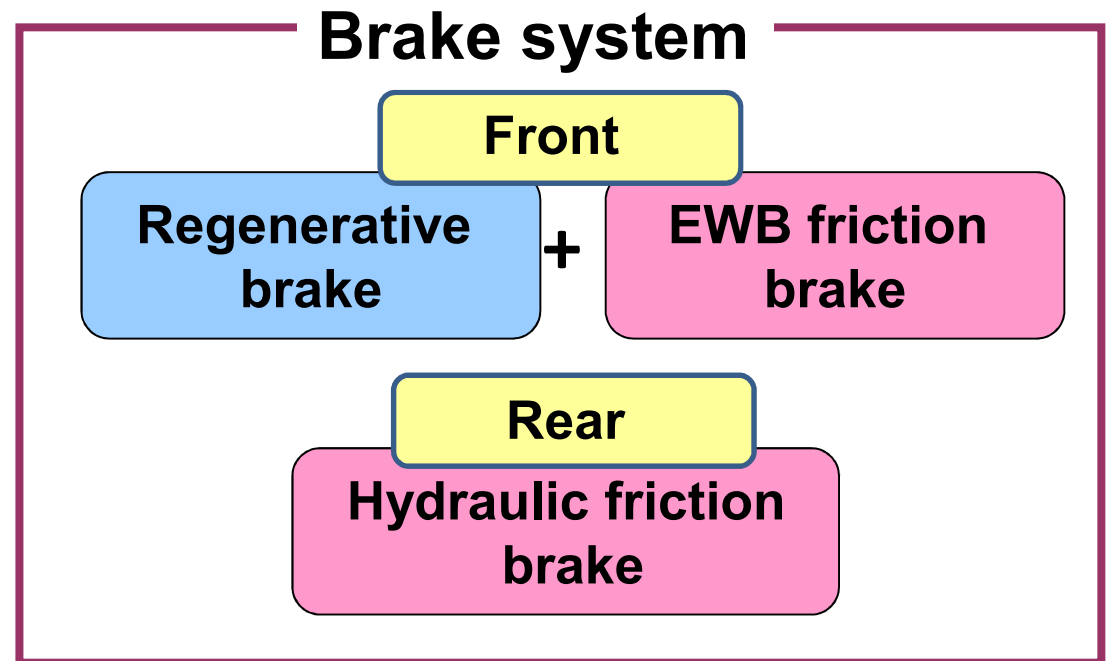 Brake system
Front
Regenerative
brake
+
EWB friction
brake
Rear
Hydraulic friction
brake